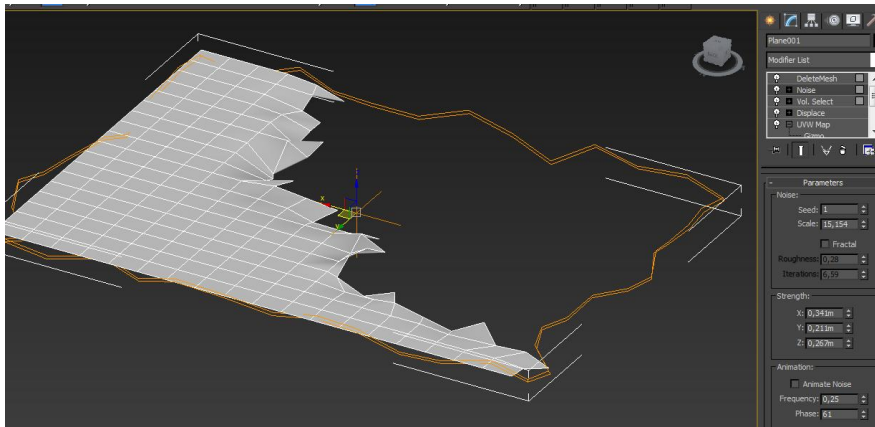 Plane001
Modifier List
DeleteMesh
Noise
Vol. Select
Displace
UVW Map
Gizmo
- Parameters
Noise:
Seed: 1
Scale: 15,154
Fractal
Roughness: 0,28
Iterations: 6,59
Strength:
X: 0,341m
Y: 0,211m
Z: 0,267m
Animation:
Animate Noise
Frequency: 0,25
Phase: 61
x